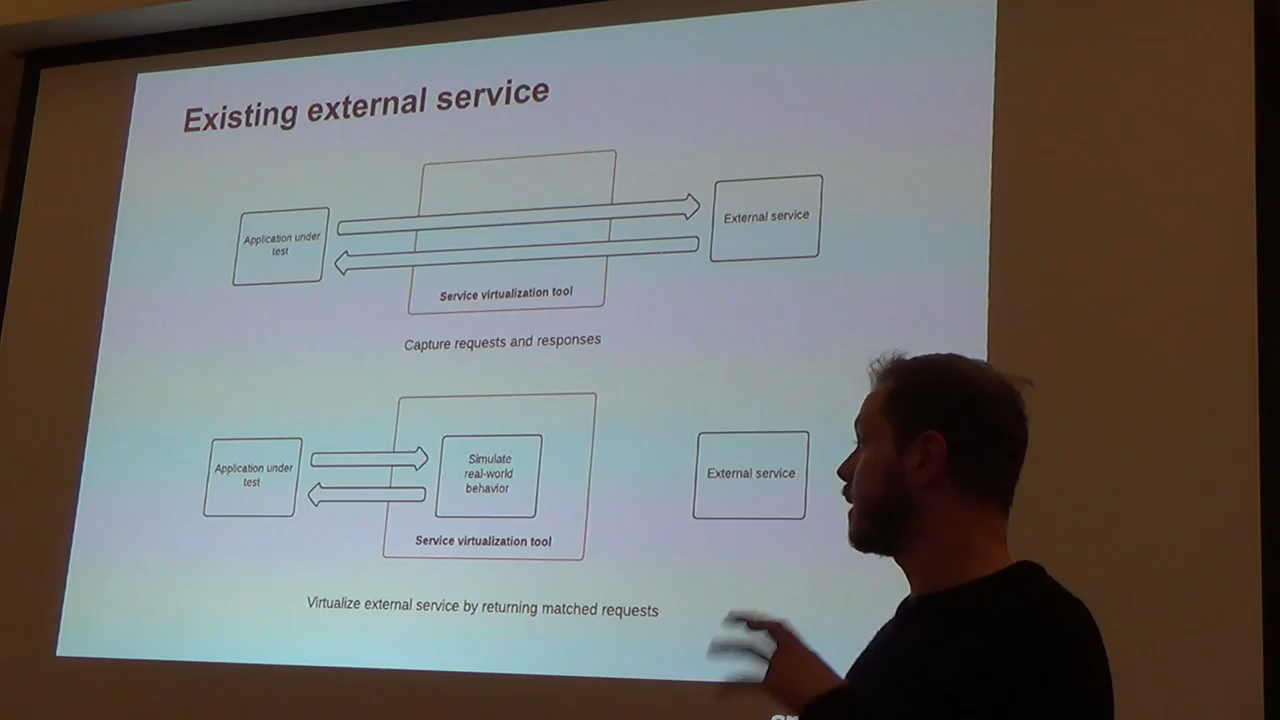 Existing external service
Application under
test
External service
Service virtualization tool
Capture requests and responses
Application under
test
Simulate
real-world
behavior
External service
Service virtualization tool
Virtualize external service by returning matched requests